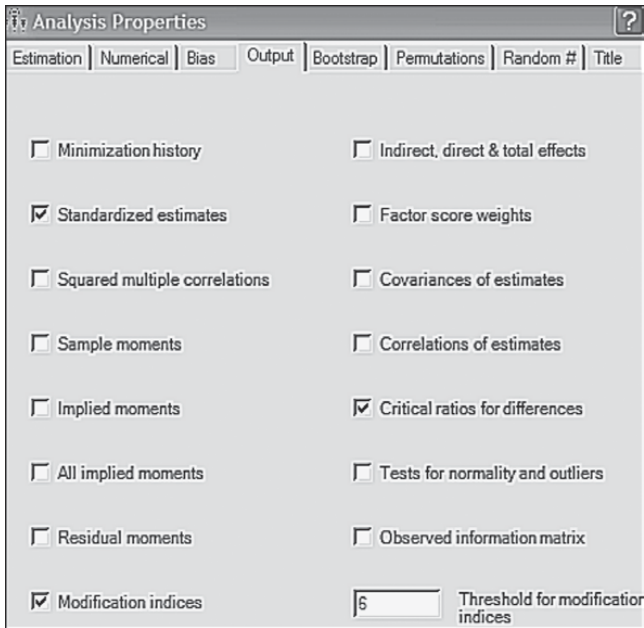 Analysis Properties ?
Estimation Numerical Bias Output Bootstrap Permutations Random # Title
Minimization history Indirect, direct & total effects
Standardized estimates Factor score weights
Squared multiple correlations Covariances of estimates
Sample moments Correlations of estimates
Implied moments Critical ratios for differences
All implied moments Tests for normality and outliers
Residual moments Observed information matrix
Modification indices 6 Threshold for modification
indices